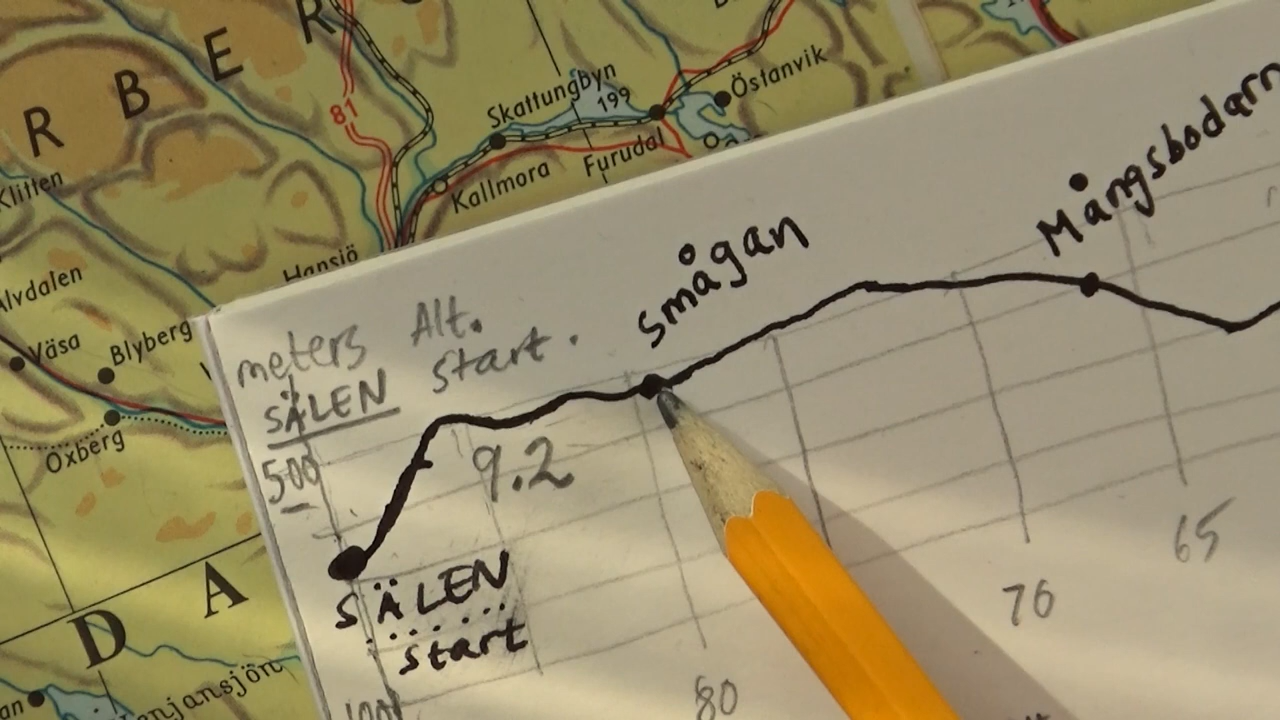 R B E R
81
Skattungbyn
199
Östanvik
Furudal
Kallmora
Klitten
Hansjö
Älvdalen
Väsa
Blyberg
Oxberg
D A
meters Alt.
SÄLEN start.
500
9.2
smågan
Mångsbodarn
SÄLEN
start
80
70
65